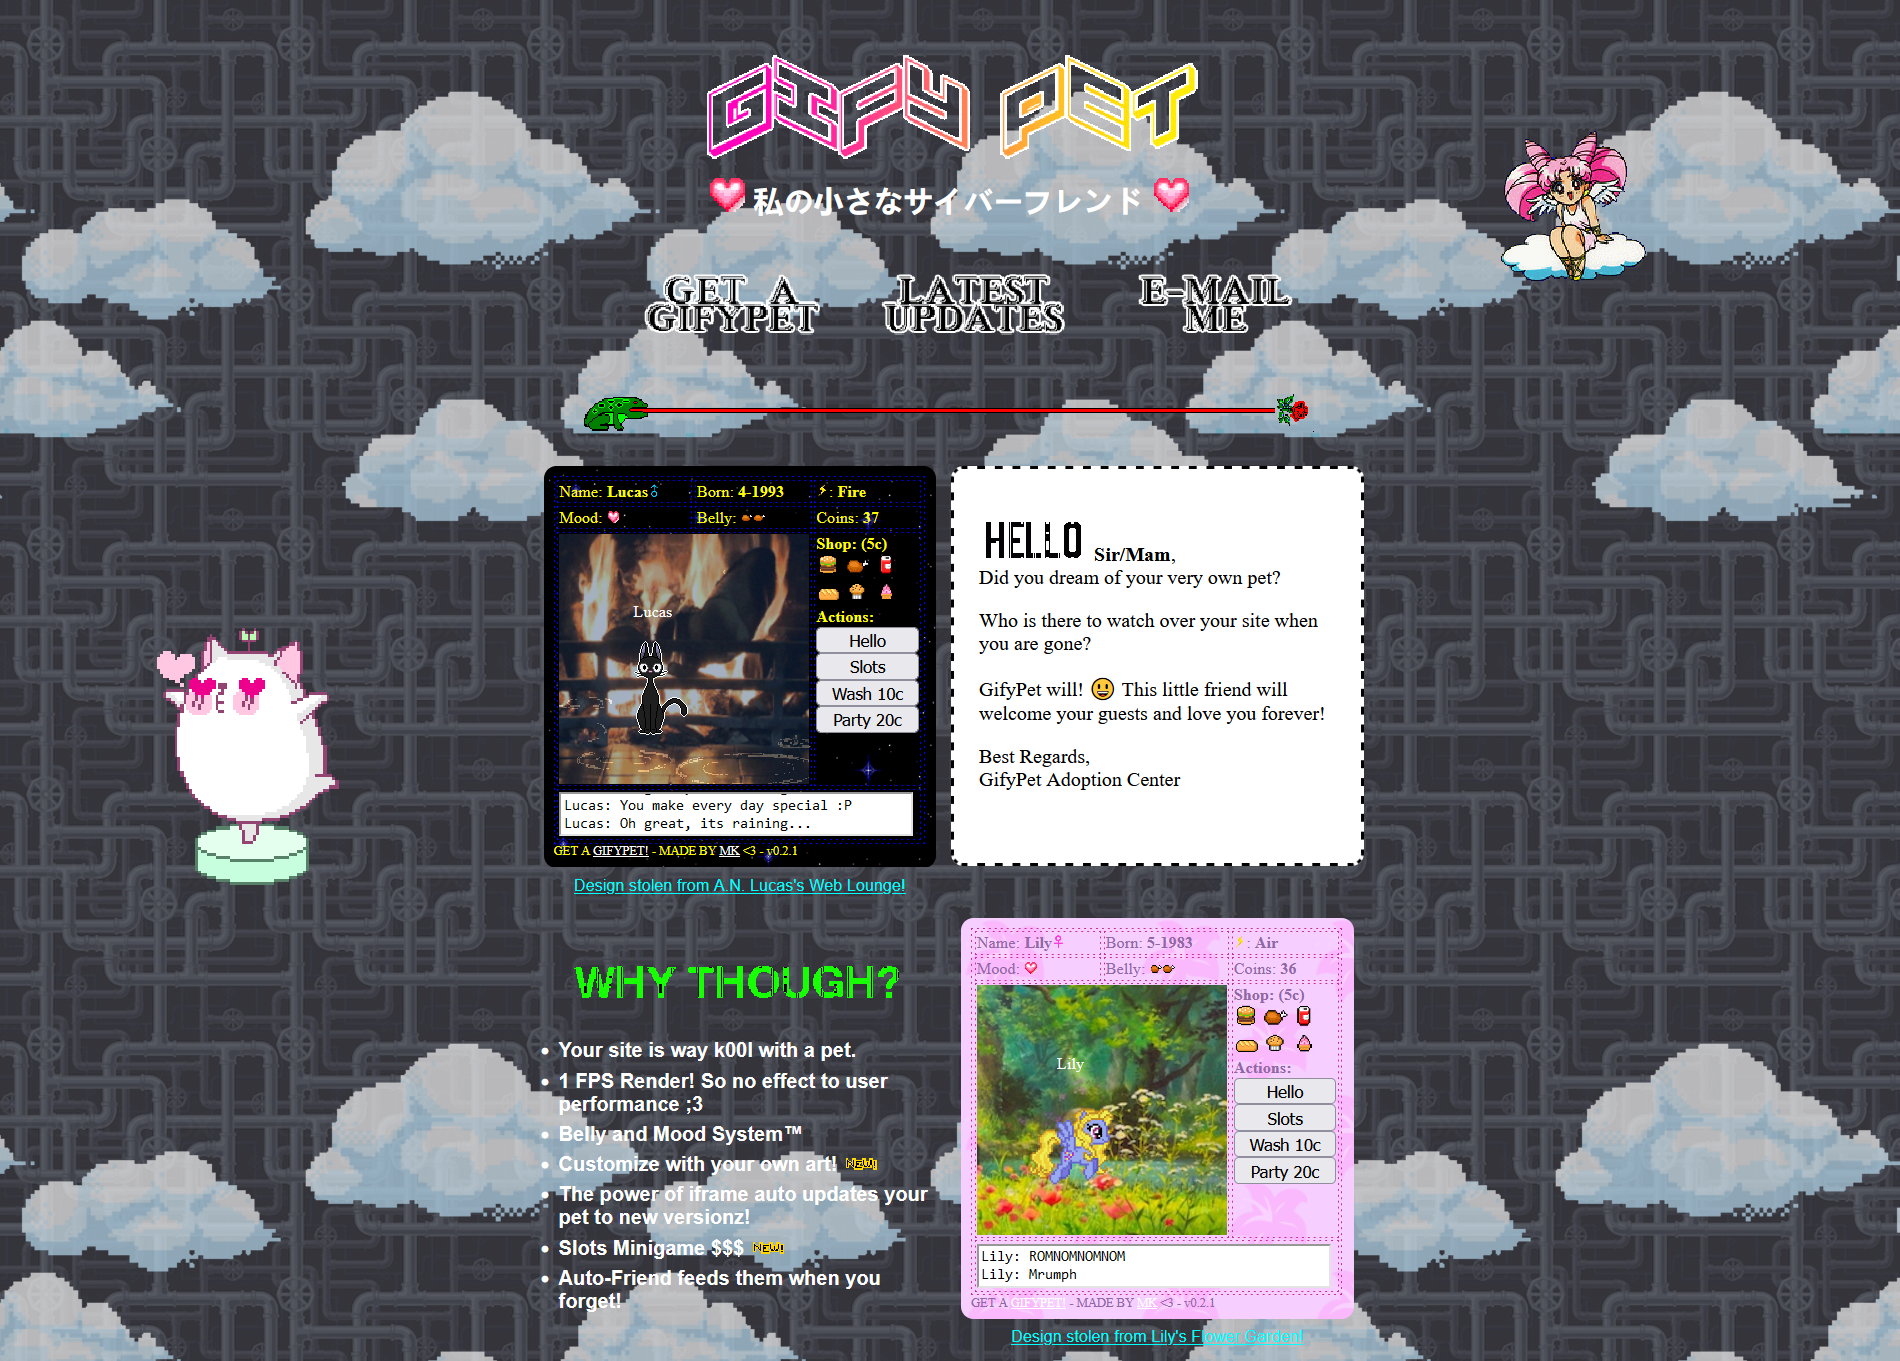 GIFY PET
私の小さなサイバーフレンド
GET A GIFYPET
LATEST UPDATES
E-MAIL ME
Name: Lucas♂ Born: 4-1993 ⚡: Fire
Mood: Belly: Coins: 37
Shop: (5c)
Lucas
Actions:
Hello
Slots
Wash 10c
Party 20c
Lucas: You make every day special :P
Lucas: Oh great, its raining...
GET A GIFYPET! - MADE BY MK <3 - v0.2.1
Design stolen from A.N. Lucas's Web Lounge!
HELLO Sir/Mam,
Did you dream of your very own pet?
Who is there to watch over your site when
you are gone?
GifyPet will! 😃 This little friend will
welcome your guests and love you forever!
Best Regards,
GifyPet Adoption Center
WHY THOUGH?
• Your site is way k00l with a pet.
• 1 FPS Render! So no effect to user
performance ;3
• Belly and Mood System™
• Customize with your own art! NEW!
• The power of iframe auto updates your
pet to new versionz!
• Slots Minigame $$$ NEW!
• Auto-Friend feeds them when you
forget!
Name: Lily♀ Born: 5-1983 ⚡: Air
Mood: Belly: Coins: 36
Shop: (5c)
Lily
Actions:
Hello
Slots
Wash 10c
Party 20c
Lily: ROMNOMNOMNOM
Lily: Mrumph
GET A GIFYPET! - MADE BY MK <3 - v0.2.1
Design stolen from Lily's Flower Garden!